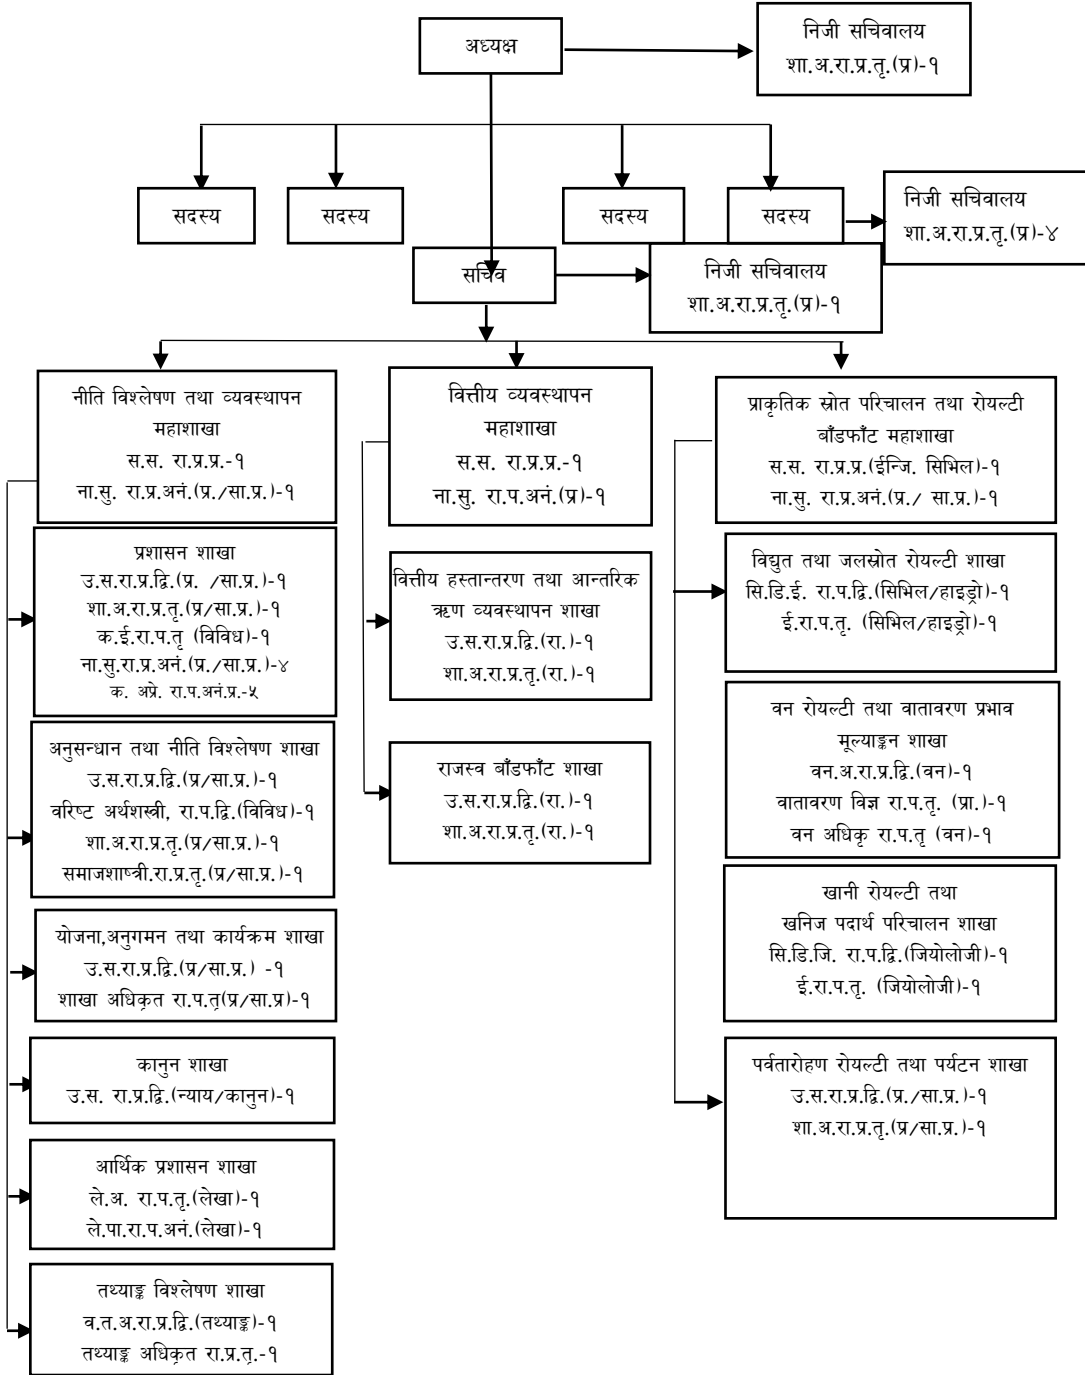 अध्यक्ष
निजी सचिवालय
शा.अ.रा.प्र.तृ.(प्र)-१
सदस्य
सदस्य
सदस्य
सदस्य
निजी सचिवालय
शा.अ.रा.प्र.तृ.(प्र)-४
सचिव
निजी सचिवालय
शा.अ.रा.प्र.तृ.(प्र)-१
नीति विश्लेषण तथा व्यवस्थापन
महाशाखा
स.स. रा.प्र.प्र.-१
ना.सु. रा.प्र.अनं.(प्र./सा.प्र.)-१
प्रशासन शाखा
उ.स.रा.प्र.द्वि.(प्र. /सा.प्र.)-१
शा.अ.रा.प्र.तृ.(प्र/सा.प्र.)-१
क.ई.रा.प.तृ (विविध)-१
ना.सु.रा.प्र.अनं.(प्र./सा.प्र.)-४
क. अप्रे. रा.प.अनं.प्र.-५
अनुसन्धान तथा नीति विश्लेषण शाखा
उ.स.रा.प्र.द्वि.(प्र/सा.प्र.)-१
वरिष्ट अर्थशस्त्री, रा.प.द्वि.(विविध)-१
शा.अ.रा.प्र.तृ.(प्र/सा.प्र.)-१
समाजशाष्त्री.रा.प्र.तृ.(प्र/सा.प्र.)-१
योजना,अनुगमन तथा कार्यक्रम शाखा
उ.स.रा.प्र.द्वि.(प्र/सा.प्र.) -१
शाखा अधिकृत रा.प.तृ(प्र/सा.प्र)-१
कानुन शाखा
उ.स. रा.प्र.द्वि.(न्याय/कानुन)-१
आर्थिक प्रशासन शाखा
ले.अ. रा.प.तृ.(लेखा)-१
ले.पा.रा.प.अनं.(लेखा)-१
तथ्याङ्क विश्लेषण शाखा
व.त.अ.रा.प्र.द्वि.(तथ्याङ्क)-१
तथ्याङ्क अधिकृत रा.प्र.तृ.-१
वित्तीय व्यवस्थापन
महाशाखा
स.स. रा.प्र.प्र.-१
ना.सु. रा.प.अनं.(प्र)-१
वित्तीय हस्तान्तरण तथा आन्तरिक
ऋण व्यवस्थापन शाखा
उ.स.रा.प्र.द्वि.(रा.)-१
शा.अ.रा.प्र.तृ.(रा.)-१
राजस्व बाँडफाँट शाखा
उ.स.रा.प्र.द्वि.(रा.)-१
शा.अ.रा.प्र.तृ.(रा.)-१
प्राकृतिक स्रोत परिचालन तथा रोयल्टी
बाँडफाँट महाशाखा
स.स. रा.प्र.प्र.(ईन्जि. सिभिल)-१
ना.सु. रा.प्र.अनं.(प्र./ सा.प्र.)-१
विद्युत तथा जलस्रोत रोयल्टी शाखा
सि.डि.ई. रा.प.द्वि.(सिभिल/हाइड्रो)-१
ई.रा.प.तृ. (सिभिल/हाइड्रो)-१
वन रोयल्टी तथा वातावरण प्रभाव
मूल्याङ्कन शाखा
वन.अ.रा.प्र.द्वि.(वन)-१
वातावरण विज्ञ रा.प.तृ. (प्रा.)-१
वन अधिकृ रा.प.तृ (वन)-१
खानी रोयल्टी तथा
खनिज पदार्थ परिचालन शाखा
सि.डि.जि. रा.प.द्वि.(जियोलोजी)-१
ई.रा.प.तृ. (जियोलोजी)-१
पर्वतारोहण रोयल्टी तथा पर्यटन शाखा
उ.स.रा.प्र.द्वि.(प्र./सा.प्र.)-१
शा.अ.रा.प्र.तृ.(प्र/सा.प्र.)-१